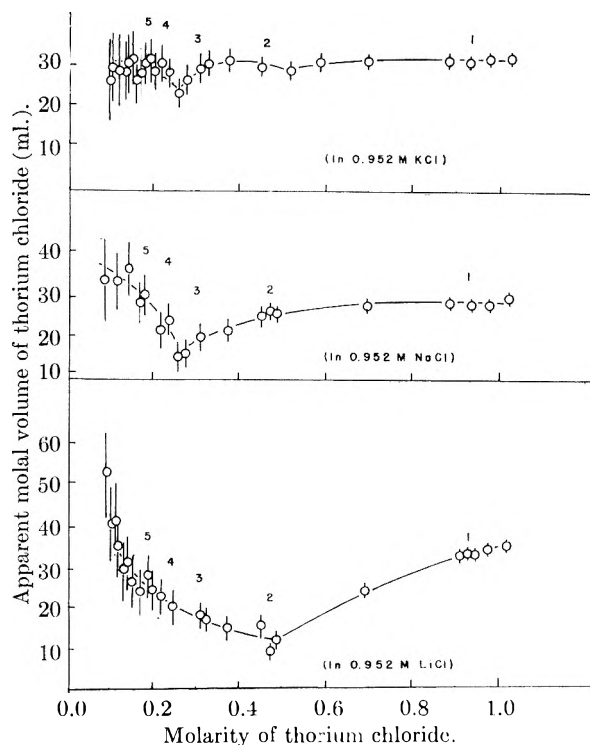 Apparent molal volume of thorium chloride (ml.).
5 4 3 2 1
30
20
10
(In 0.952 M KCl)
5 4 3 2 1
40
30
20
10
(In 0.952 M NaCl)
60
50
40
30
20
10
5 4 3 2 1
(In 0.952 M LiCl)
0.0 0.2 0.4 0.6 0.8 1.0
Molarity of thorium chloride.